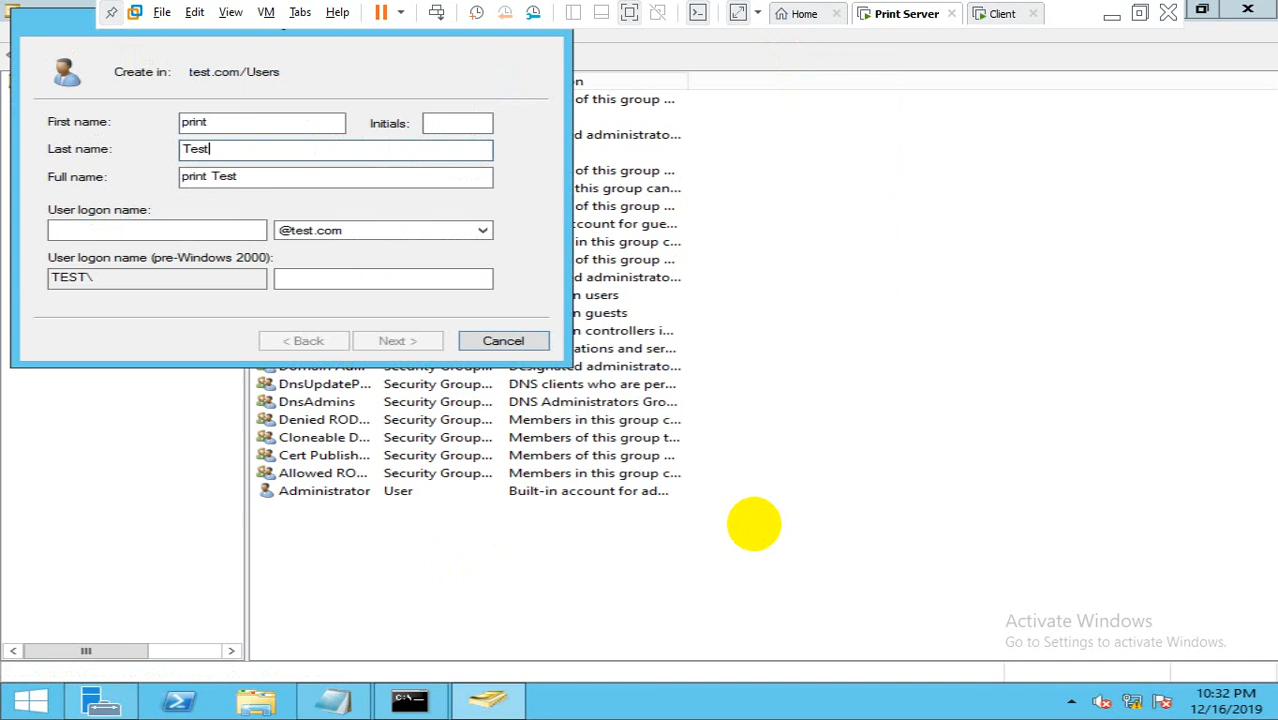 File Edit View VM Tabs Help Home Print Server Client
Create in: test.com/Users
First name: print Initials:
Last name: Test
Full name: print Test
User logon name:
@test.com
User logon name (pre-Windows 2000):
TEST\
< Back Next > Cancel
on
of this group ...
d administrato...
of this group ...
this group can...
of this group ...
ccount for gue...
in this group c...
of this group ...
d administrato...
n users
n guests
n controllers i...
ations and ser...
Domain Ad... Security Group... Designated administrato...
DnsUpdateP... Security Group... DNS clients who are per...
DnsAdmins Security Group... DNS Administrators Gro...
Denied ROD... Security Group... Members in this group c...
Cloneable D... Security Group... Members of this group t...
Cert Publish... Security Group... Members of this group ...
Allowed RO... Security Group... Members in this group c...
Administrator User Built-in account for ad...
Activate Windows
Go to Settings to activate Windows.
10:32 PM
12/16/2019